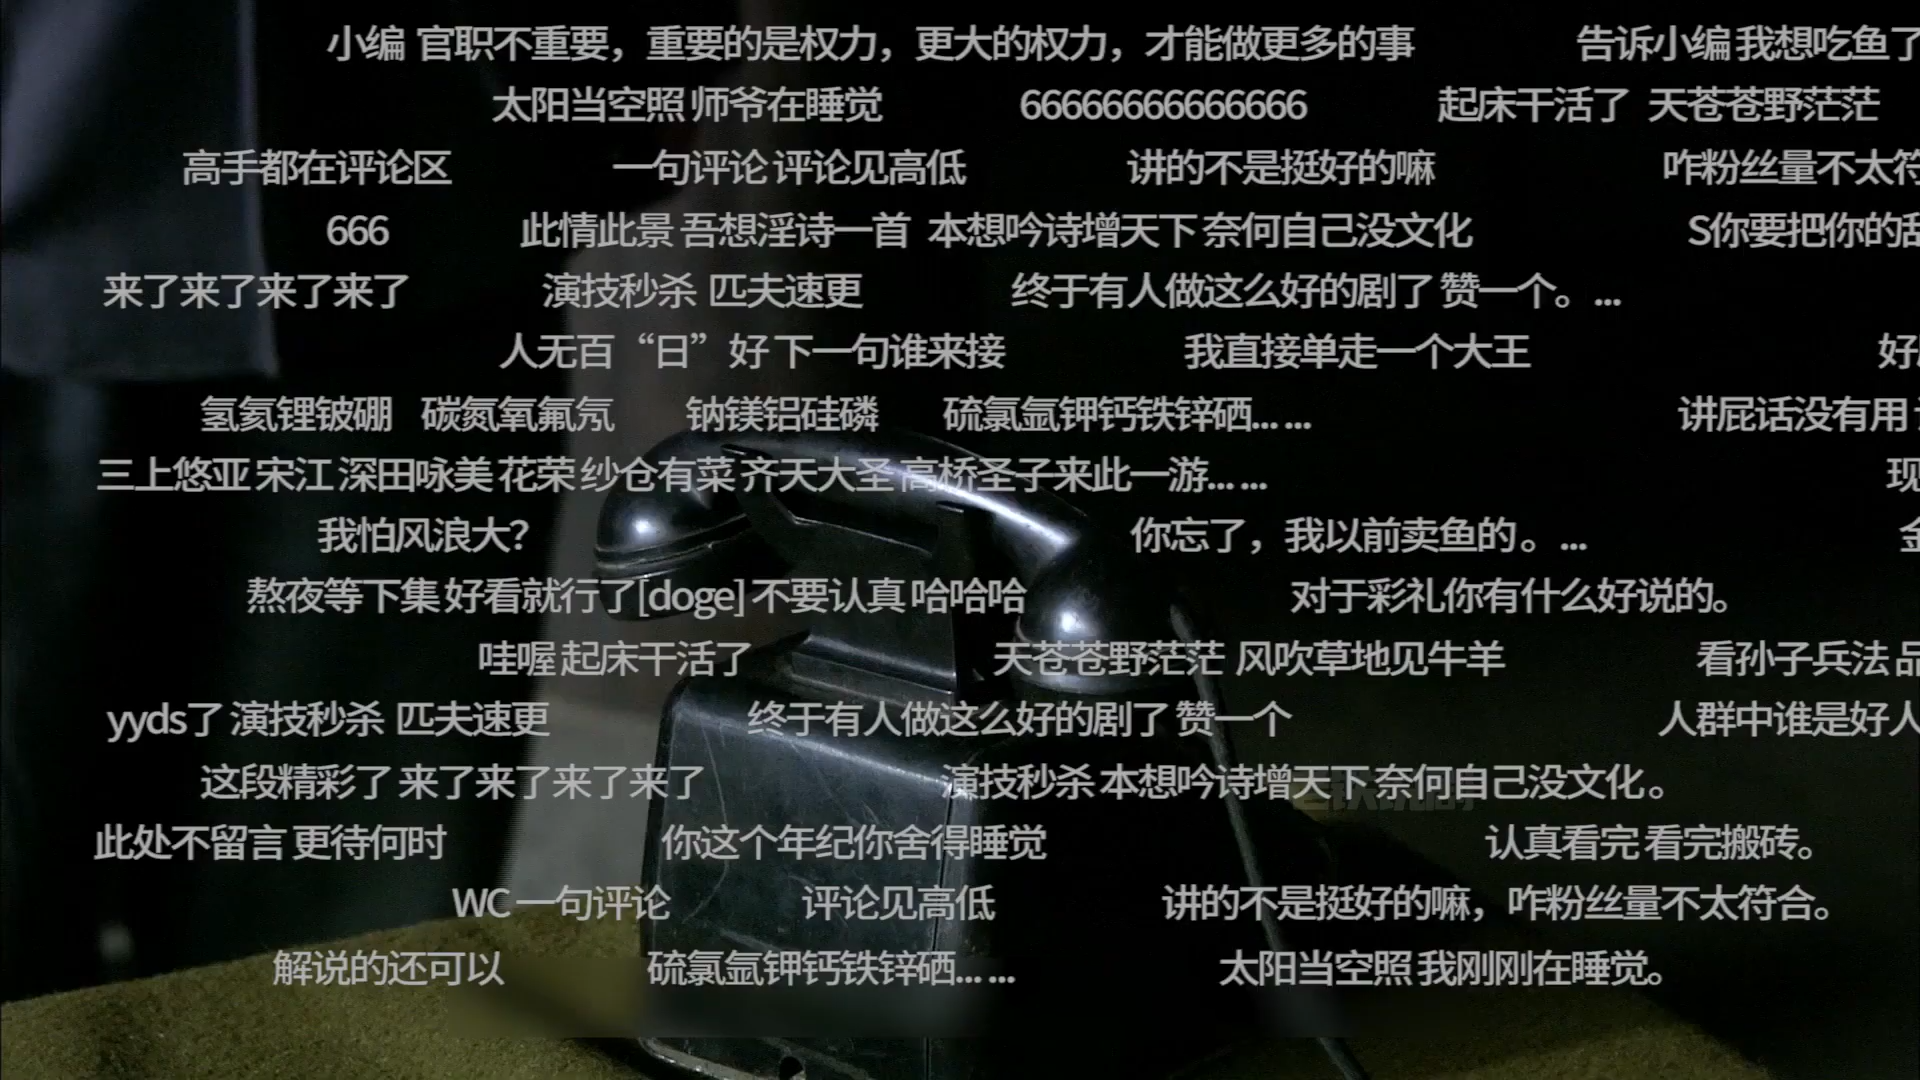 小编 官职不重要，重要的是权力，更大的权力，才能做更多的事 告诉小编 我想吃鱼了
太阳当空照 师爷在睡觉 66666666666666 起床干活了 天苍苍野茫茫
高手都在评论区 一句评论 评论见高低 讲的不是挺好的嘛 咋粉丝量不太符
666 此情此景 吾想淫诗一首 本想吟诗增天下 奈何自己没文化 S你要把你的
来了来了来了来了 演技秒杀 匹夫速更 终于有人做这么好的剧了 赞一个。...
人无百“日”好 下一句谁来接 我直接单走一个大王 好
氢氦锂铍硼 碳氮氧氟氖 钠镁铝硅磷 硫氯氩钾钙铁锌硒... ... 讲屁话没有用
三上悠亚 宋江 深田咏美 花荣 纱仓有菜 齐天大圣 高桥圣子来此一游... ... 现
我怕风浪大？ 你忘了，我以前卖鱼的。... 金
熬夜等下集 好看就行了[doge] 不要认真 哈哈哈 对于彩礼你有什么好说的。
哇喔 起床干活了 天苍苍野茫茫 风吹草地见牛羊 看孙子兵法 品
yyds了 演技秒杀 匹夫速更 终于有人做这么好的剧了 赞一个 人群中谁是好人
这段精彩了 来了来了来了来了 演技秒杀 本想吟诗增天下 奈何自己没文化。
此处不留言 更待何时 你这个年纪你舍得睡觉 认真看完 看完搬砖。
WC 一句评论 评论见高低 讲的不是挺好的嘛，咋粉丝量不太符合。
解说的还可以 硫氯氩钾钙铁锌硒... ... 太阳当空照 我刚刚在睡觉。